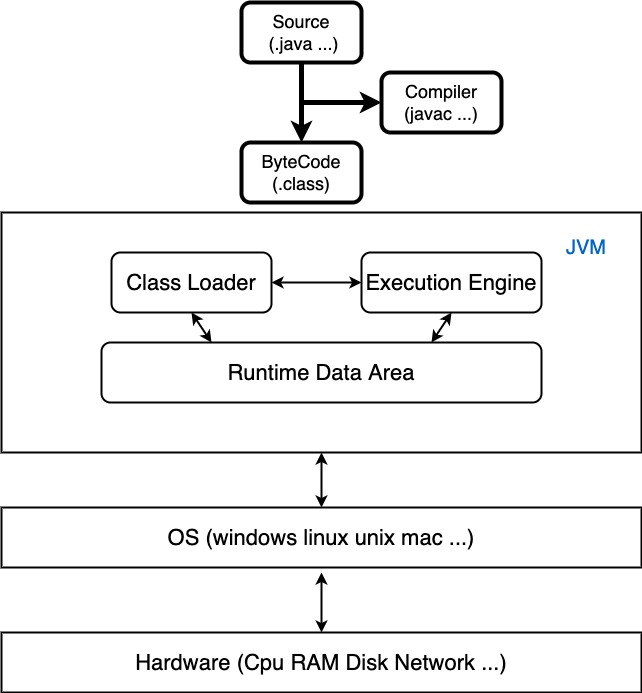 Source
(.java ...)
Compiler
(javac ...)
ByteCode
(.class)
JVM
Class Loader
Execution Engine
Runtime Data Area
OS (windows linux unix mac ...)
Hardware (Cpu RAM Disk Network ...)